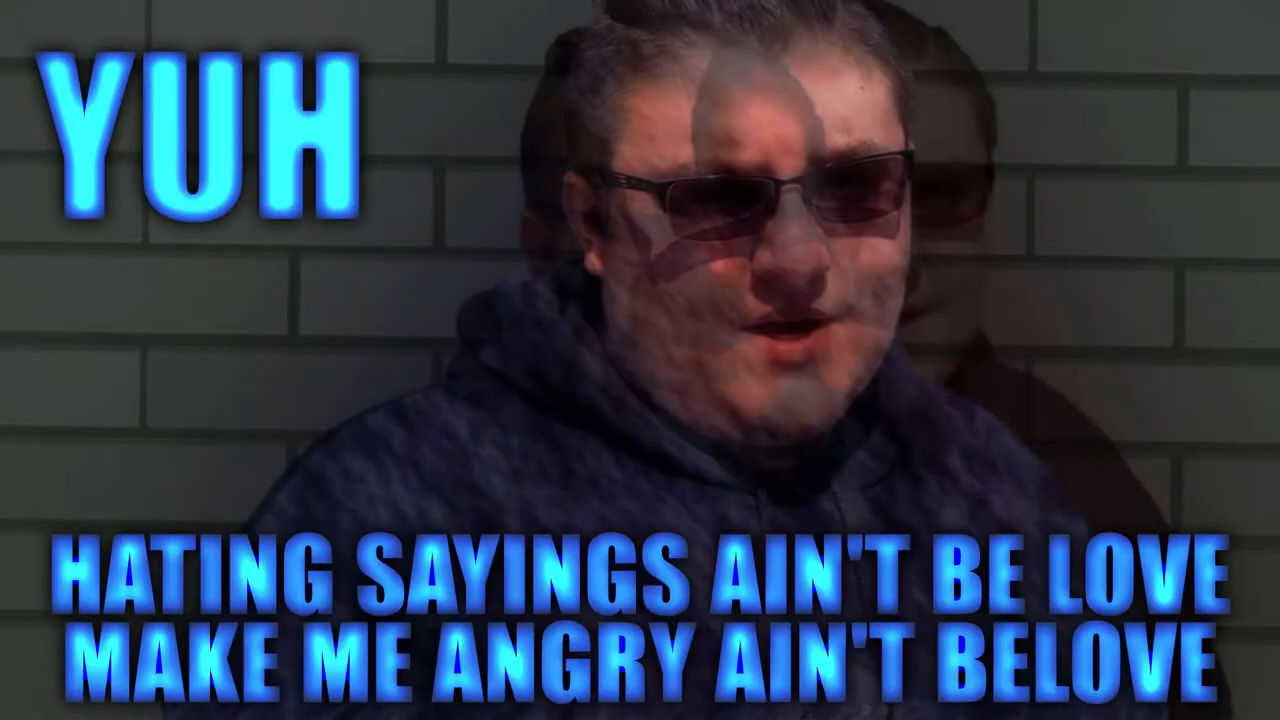 YUH
HATING SAYINGS AIN'T BE LOVE
MAKE ME ANGRY AIN'T BELOVE